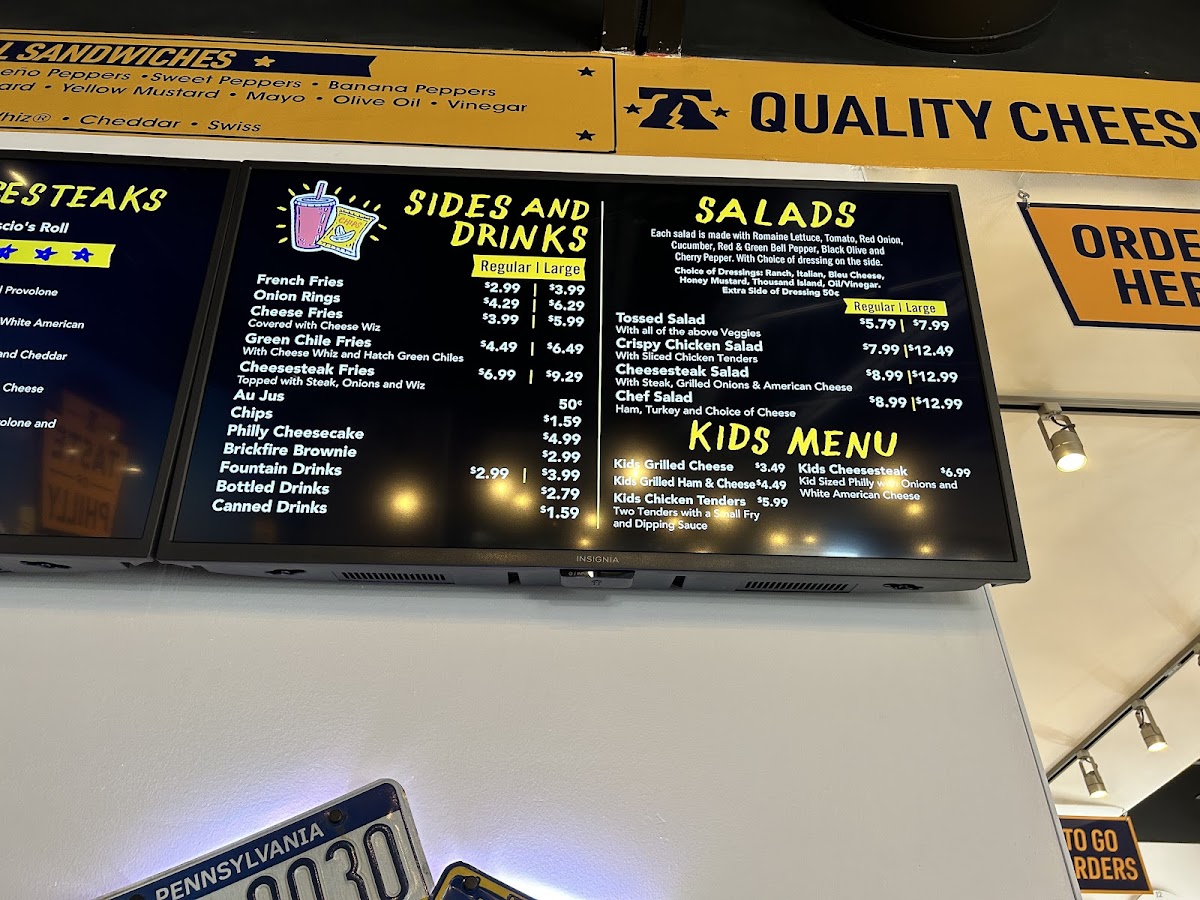 L SANDWICHES
eno Peppers • Sweet Peppers • Banana Peppers
ard • Yellow Mustard • Mayo • Olive Oil • Vinegar
Whiz® • Cheddar • Swiss
QUALITY CHEES
ESTEAKS
scio's Roll
Provolone
White American
and Cheddar
Cheese
olone and
CHIPS
SIDES AND
DRINKS
Regular | Large
French Fries $2.99 | $3.99
Onion Rings $4.29 | $6.29
Cheese Fries $3.99 | $5.99
Covered with Cheese Wiz
Green Chile Fries $4.49 | $6.49
With Cheese Whiz and Hatch Green Chiles
Cheesesteak Fries $6.99 | $9.29
Topped with Steak, Onions and Wiz
Au Jus 50¢
Chips $1.59
Philly Cheesecake $4.99
Brickfire Brownie $2.99
Fountain Drinks $2.99 | $3.99
Bottled Drinks $2.79
Canned Drinks $1.59
SALADS
Each salad is made with Romaine Lettuce, Tomato, Red Onion,
Cucumber, Red & Green Bell Pepper, Black Olive and
Cherry Pepper. With Choice of dressing on the side.
Choice of Dressings: Ranch, Italian, Bleu Cheese,
Honey Mustard, Thousand Island, Oil/Vinegar.
Extra Side of Dressing 50¢
Regular | Large
Tossed Salad $5.79 | $7.99
With all of the above Veggies
Crispy Chicken Salad $7.99 | $12.49
With Sliced Chicken Tenders
Cheesesteak Salad $8.99 | $12.99
With Steak, Grilled Onions & American Cheese
Chef Salad $8.99 | $12.99
Ham, Turkey and Choice of Cheese
KIDS MENU
Kids Grilled Cheese $3.49
Kids Grilled Ham & Cheese $4.49
Kids Chicken Tenders $5.99
Two Tenders with a Small Fry
and Dipping Sauce
Kids Cheesesteak $6.99
Kid Sized Philly with Onions and
White American Cheese
INSIGNIA
ORDE
HER
TO GO
RDERS
PENNSYLVANIA
0030